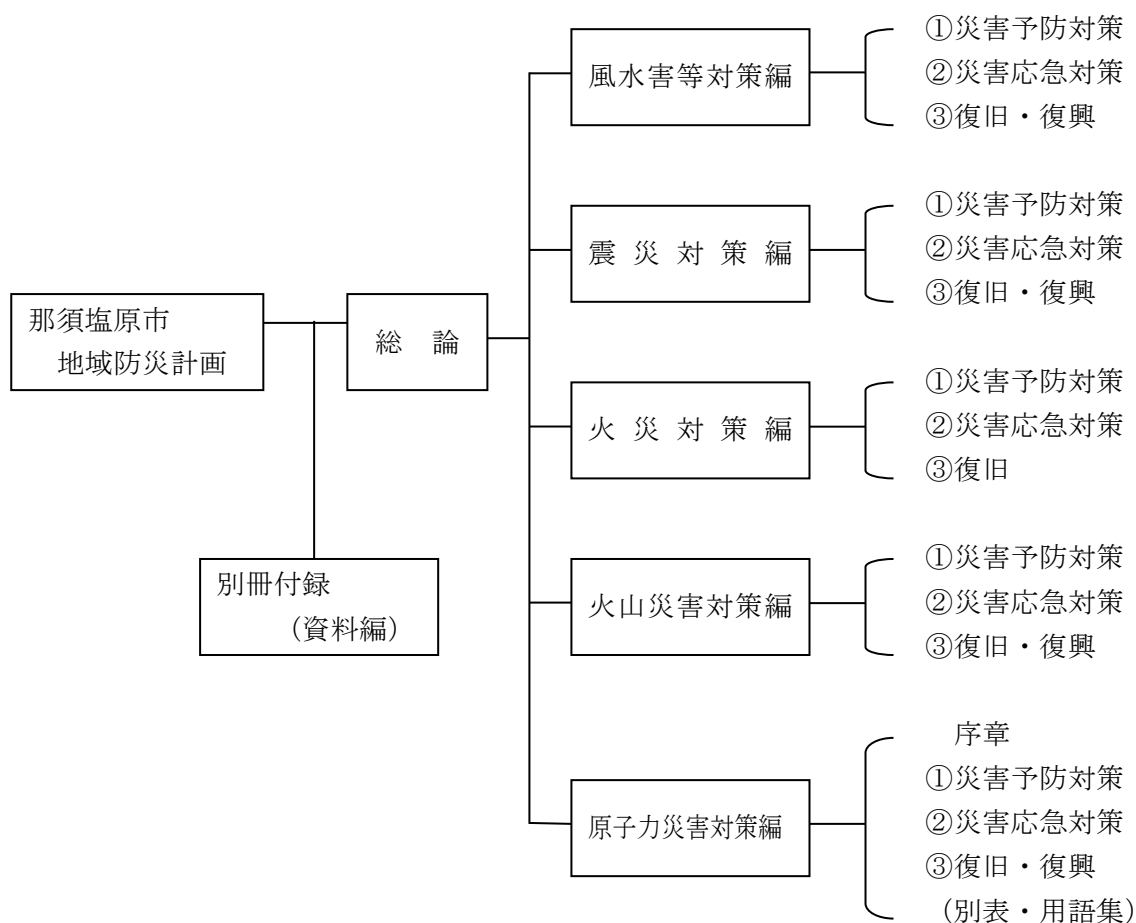 那須塩原市
地域防災計画
総　論
別冊付録
（資料編）
風水害等対策編
①災害予防対策
②災害応急対策
③復旧・復興
震 災 対 策 編
①災害予防対策
②災害応急対策
③復旧・復興
火 災 対 策 編
①災害予防対策
②災害応急対策
③復旧
火山災害対策編
①災害予防対策
②災害応急対策
③復旧・復興
原子力災害対策編
序章
①災害予防対策
②災害応急対策
③復旧・復興
（別表・用語集）